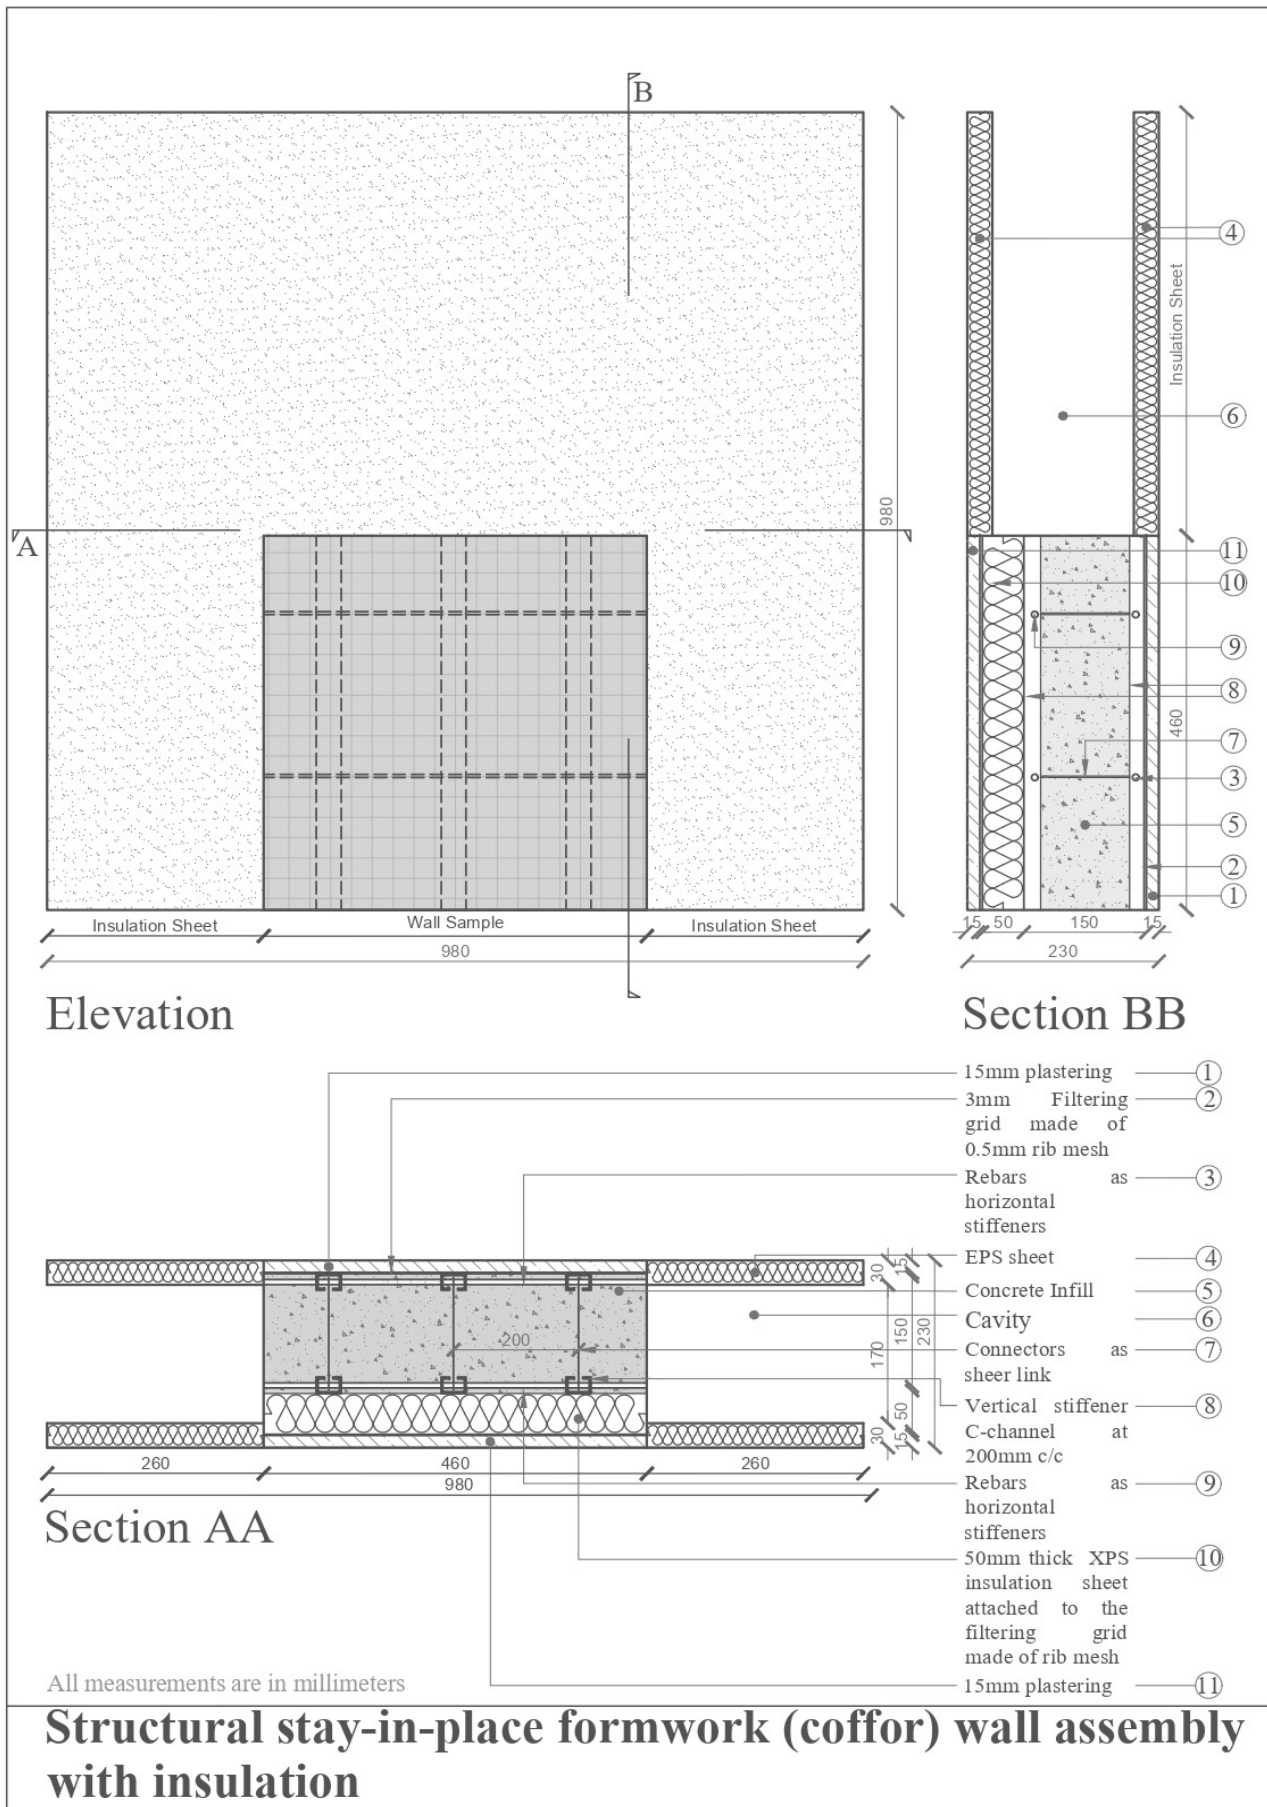 B
A
980
Insulation Sheet
Wall Sample
Insulation Sheet
980
Elevation
4
Insulation Sheet
6
11
10
9
8
460
7
3
5
2
1
15
50
150
15
230
Section BB
15mm plastering 1
3mm Filtering 2
grid made of
0.5mm rib mesh
Rebars as 3
horizontal
stiffeners
EPS sheet 4
Concrete Infill 5
Cavity 6
Connectors as 7
sheer link
Vertical stiffener 8
C-channel at
200mm c/c
Rebars as 9
horizontal
stiffeners
50mm thick XPS 10
insulation sheet
attached to the
filtering grid
made of rib mesh
15mm plastering 11
200
30
15
170
150
230
50
30
15
260
460
260
980
Section AA
All measurements are in millimeters
Structural stay-in-place formwork (coffor) wall assembly
with insulation